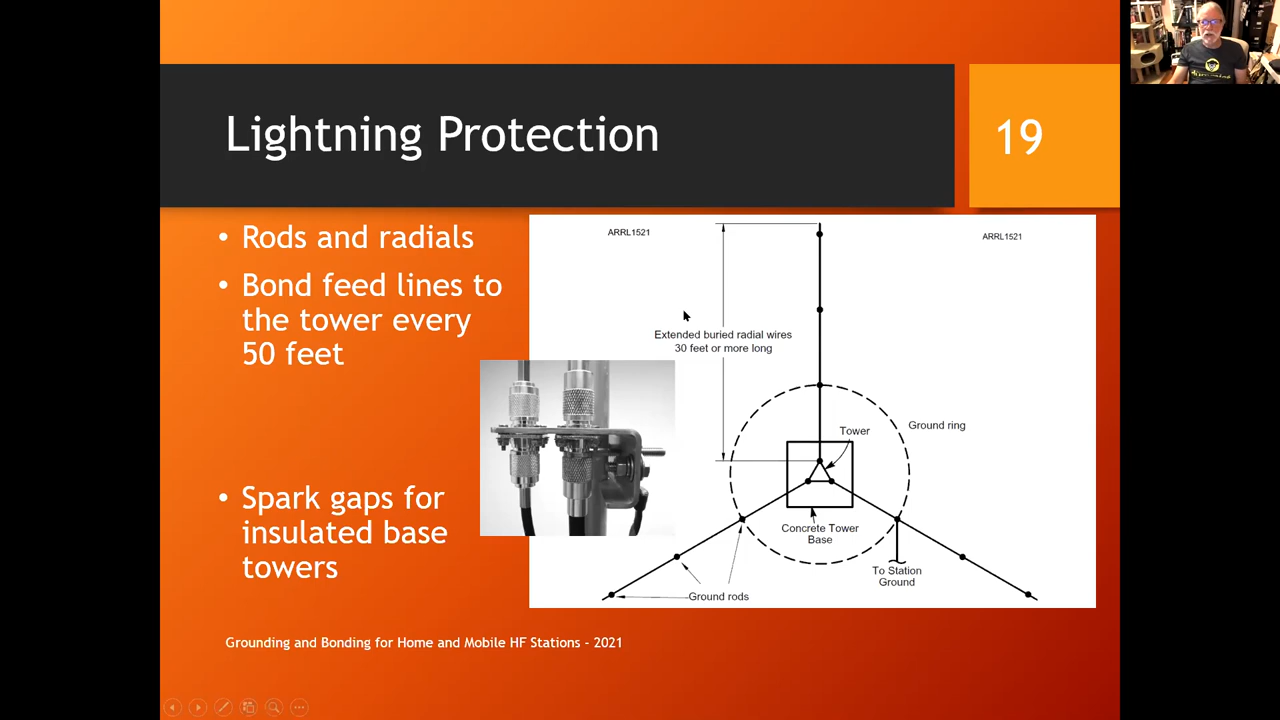 Lightning Protection
19
• Rods and radials
• Bond feed lines to
the tower every
50 feet
• Spark gaps for
insulated base
towers
ARRL1521
ARRL1521
Extended buried radial wires
30 feet or more long
Tower
Ground ring
Concrete Tower
Base
To Station
Ground
Ground rods
Grounding and Bonding for Home and Mobile HF Stations - 2021